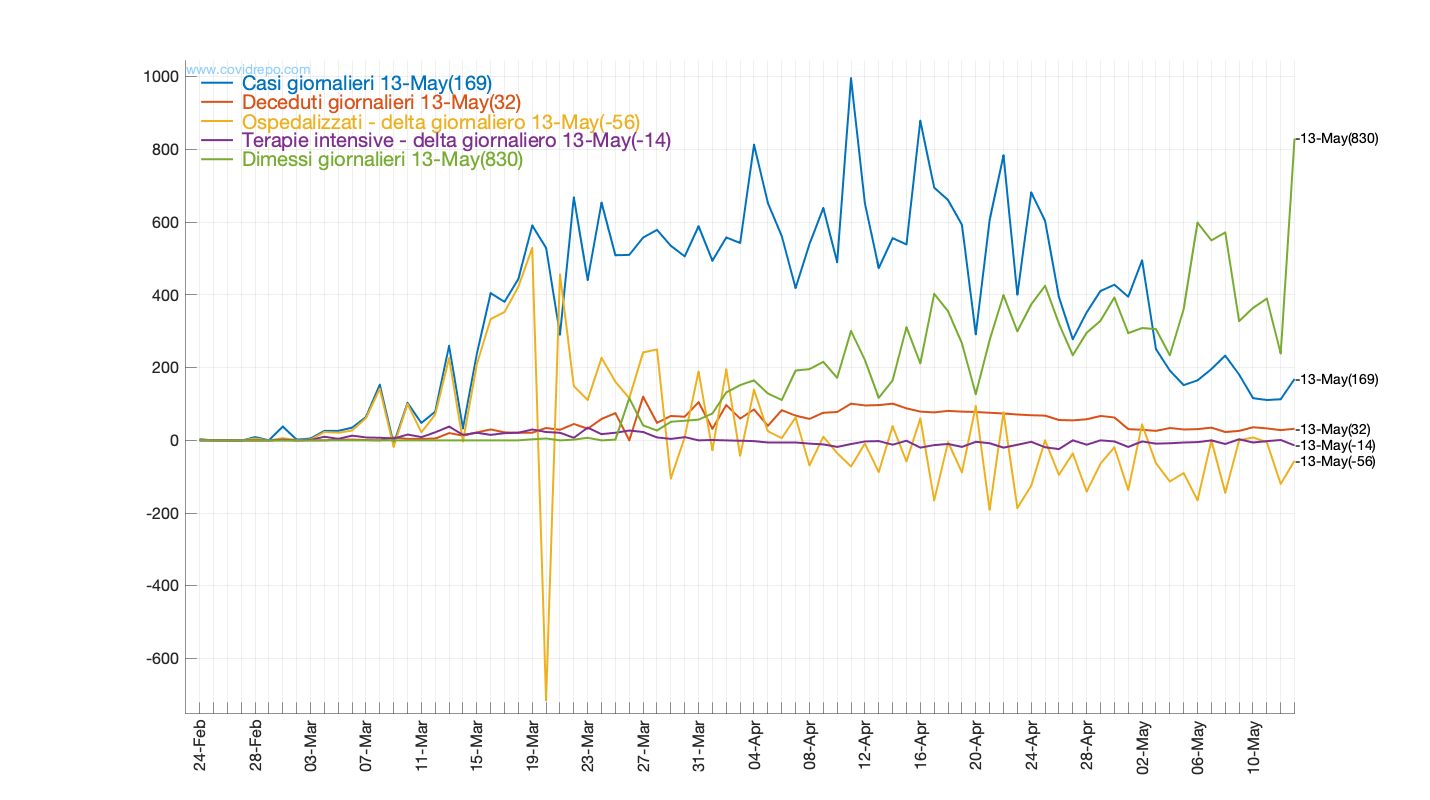 www.covidrepo.com
Casi giornalieri 13-May(169)
Deceduti giornalieri 13-May(32)
Ospedalizzati - delta giornaliero 13-May(-56)
Terapie intensive - delta giornaliero 13-May(-14)
Dimessi giornalieri 13-May(830)
1000
800
600
400
200
0
-200
-400
-600
-13-May(830)
-13-May(169)
-13-May(32)
-13-May(-14)
-13-May(-56)
24-Feb
28-Feb
03-Mar
07-Mar
11-Mar
15-Mar
19-Mar
23-Mar
27-Mar
31-Mar
04-Apr
08-Apr
12-Apr
16-Apr
20-Apr
24-Apr
28-Apr
02-May
06-May
10-May